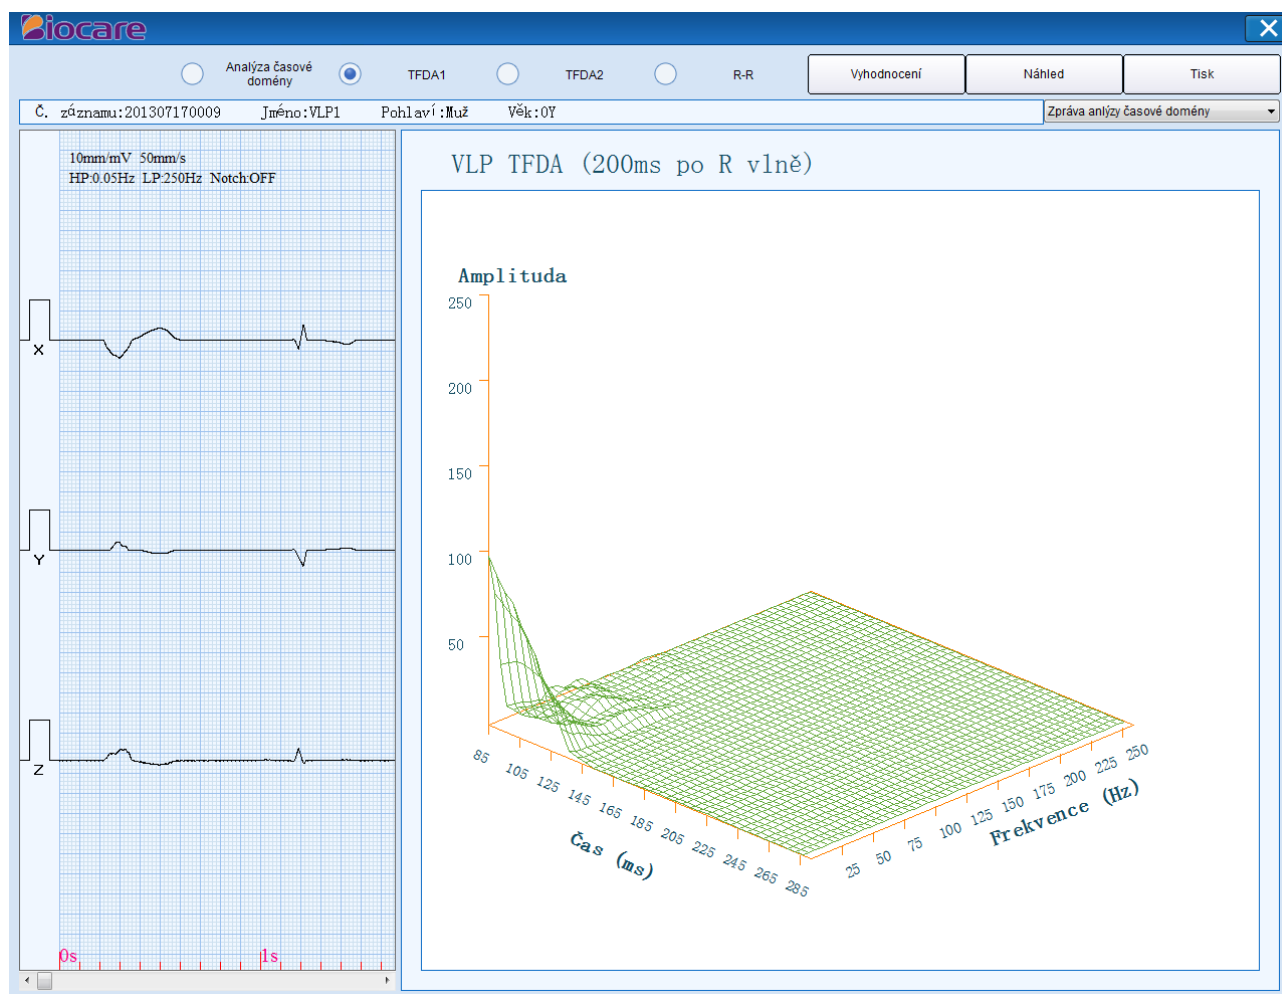 Biocare
Analýza časové domény
TFDA1
TFDA2
R-R
Vyhodnocení
Náhled
Tisk
Č. záznamu:201307170009 Jméno:VLP1 Pohlaví:Muž Věk:0Y
Zpráva anlýzy časové domény
10mm/mV 50mm/s
HP:0.05Hz LP:250Hz Notch:OFF
X
Y
Z
0s 1s
VLP TFDA (200ms po R vlně)
Amplituda
250
200
150
100
50
85 105 125 145 165 185 205 225 245 265 285
Čas (ms)
25 50 75 100 125 150 175 200 225 250
Frekvence (Hz)